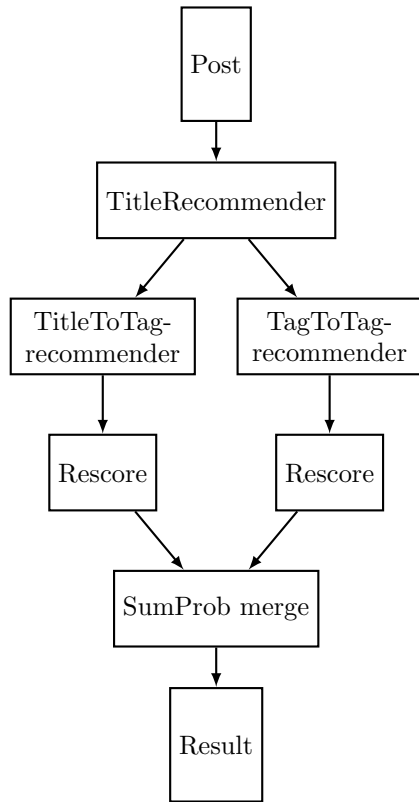 Post
TitleRecommender
TitleToTag-
recommender
TagToTag-
recommender
Rescore
Rescore
SumProb merge
Result